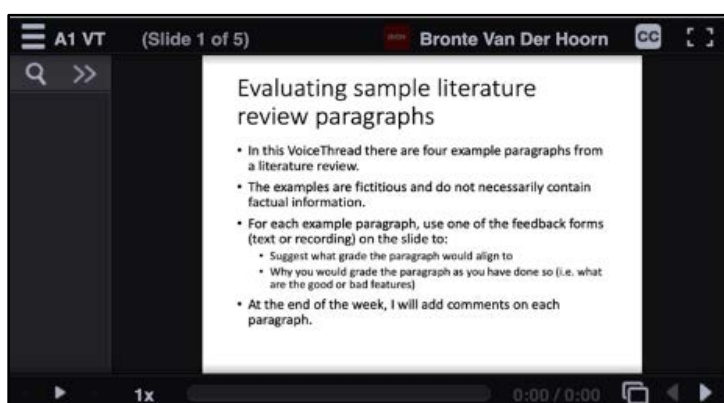 A1 VT (Slide 1 of 5) Bronte Van Der Hoorn CC
Evaluating sample literature
review paragraphs
• In this VoiceThread there are four example paragraphs from
a literature review.
• The examples are fictitious and do not necessarily contain
factual information.
• For each example paragraph, use one of the feedback forms
(text or recording) on the slide to:
• Suggest what grade the paragraph would align to
• Why you would grade the paragraph as you have done so (i.e. what
are the good or bad features)
• At the end of the week, I will add comments on each
paragraph.
1x 0:00 / 0:00